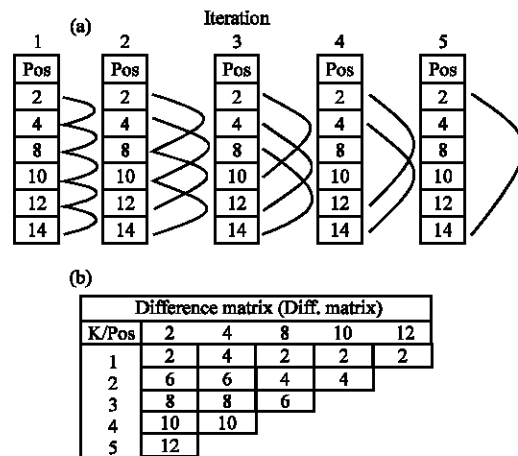 (a) Iteration
1 2 3 4 5
Pos Pos Pos Pos Pos
2 2 2 2 2
4 4 4 4 4
8 8 8 8 8
10 10 10 10 10
12 12 12 12 12
14 14 14 14 14
(b)
Difference matrix (Diff. matrix)
K/Pos 2 4 8 10 12
1 2 4 2 2 2
2 6 6 4 4
3 8 8 6
4 10 10
5 12